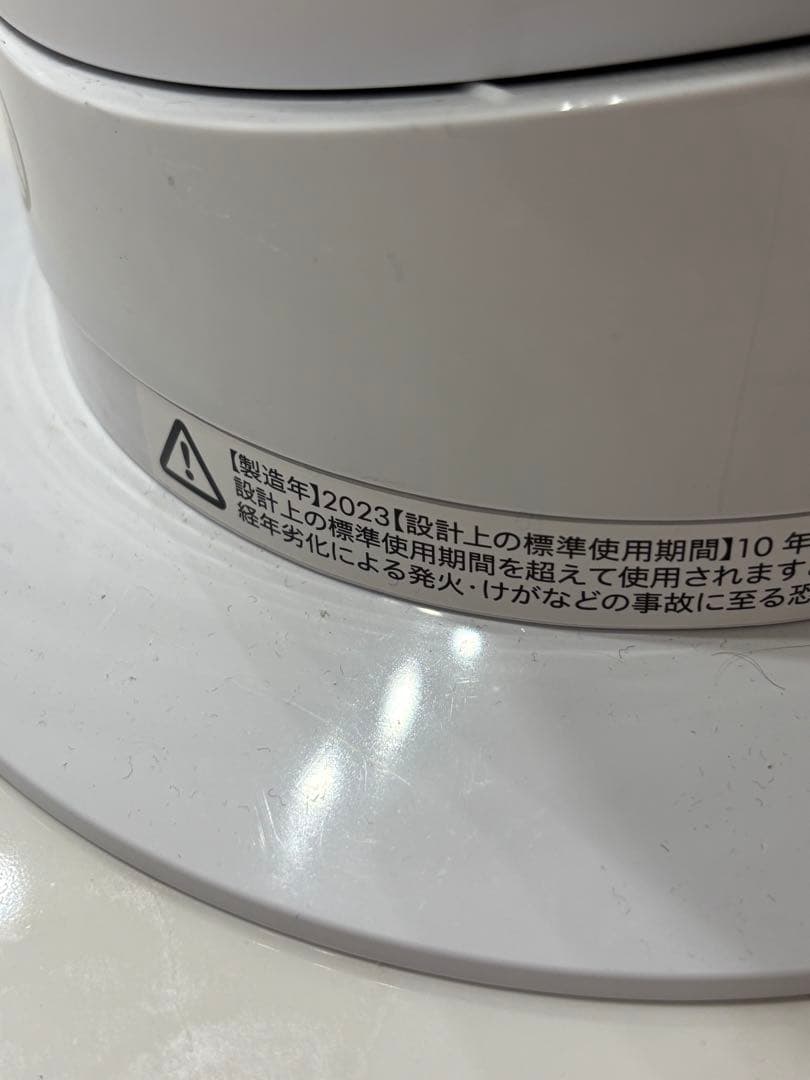 【製造年】2023【設計上の標準使用期間】10 年
設計上の標準使用期間を超えて使用されますと
経年劣化による発火・けがなどの事故に至る恐